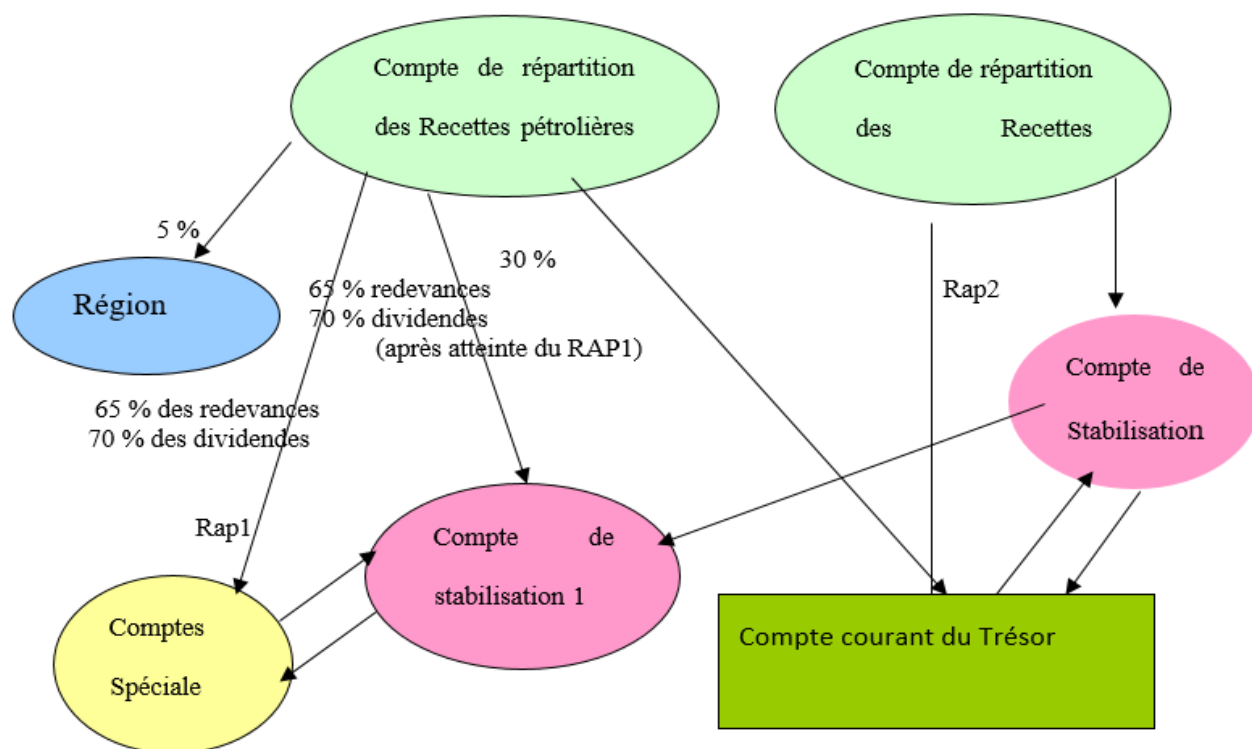 Compte de répartition
des Recettes pétrolières
Compte de répartition
des Recettes
5 %
30 %
Région
65 % redevances
70 % dividendes
(après atteinte du RAP1)
Rap2
Compte de
Stabilisation
65 % des redevances
70 % des dividendes
Rap1
Compte de
stabilisation 1
Comptes
Spéciale
Compte courant du Trésor